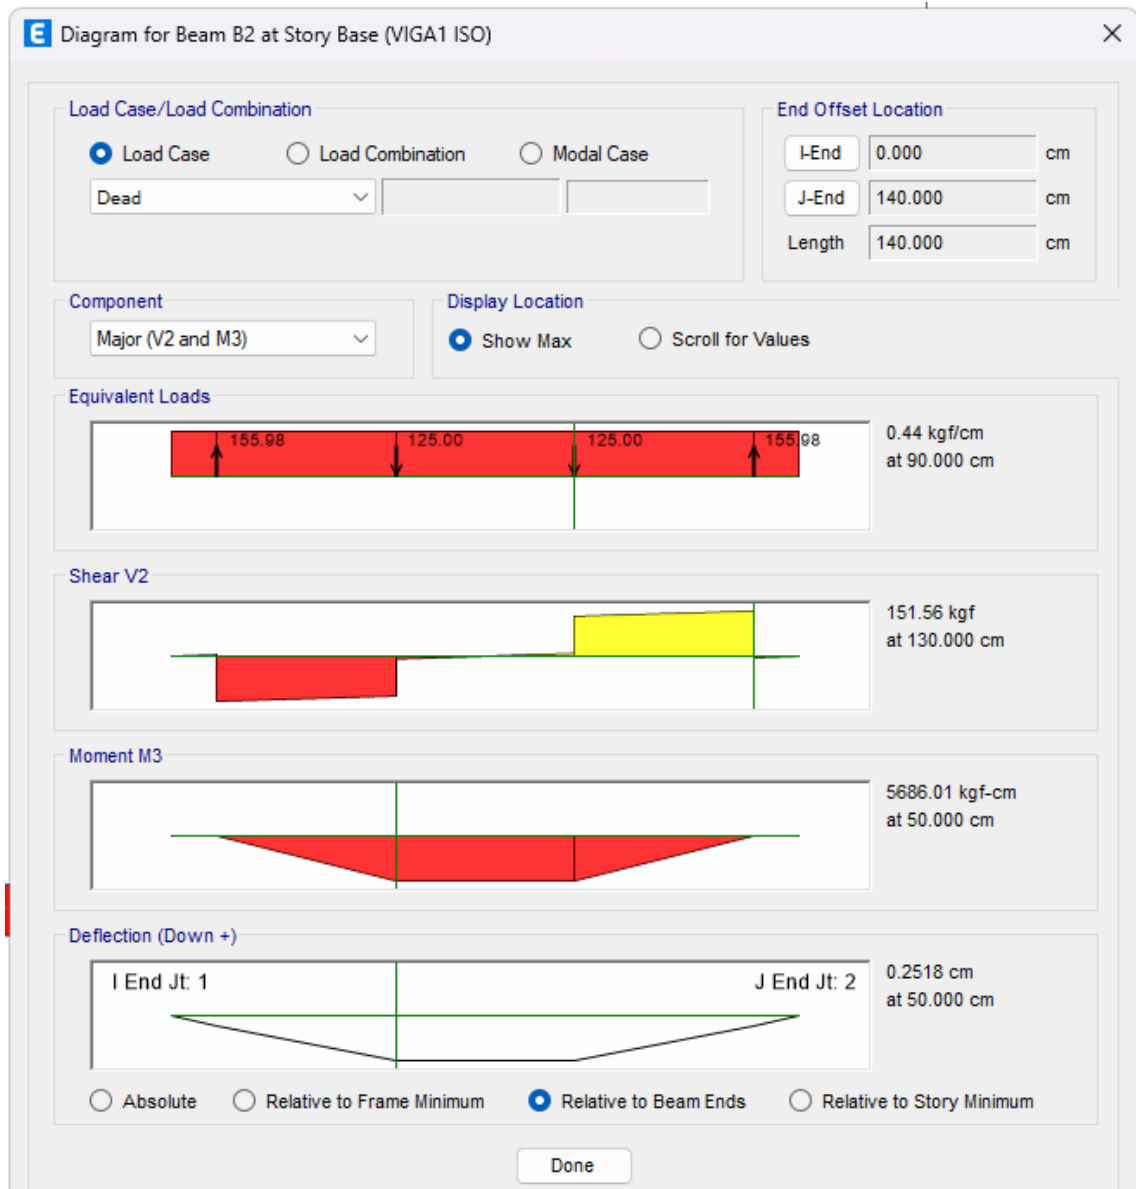 E Diagram for Beam B2 at Story Base (VIGA1 ISO)
Load Case/Load Combination
Load Case Load Combination Modal Case
Dead
End Offset Location
I-End 0.000 cm
J-End 140.000 cm
Length 140.000 cm
Component
Major (V2 and M3)
Display Location
Show Max Scroll for Values
Equivalent Loads
155.98 125.00 125.00 155.98
0.44 kgf/cm
at 90.000 cm
Shear V2
151.56 kgf
at 130.000 cm
Moment M3
5686.01 kgf-cm
at 50.000 cm
Deflection (Down +)
I End Jt: 1 J End Jt: 2
0.2518 cm
at 50.000 cm
Absolute Relative to Frame Minimum Relative to Beam Ends Relative to Story Minimum
Done